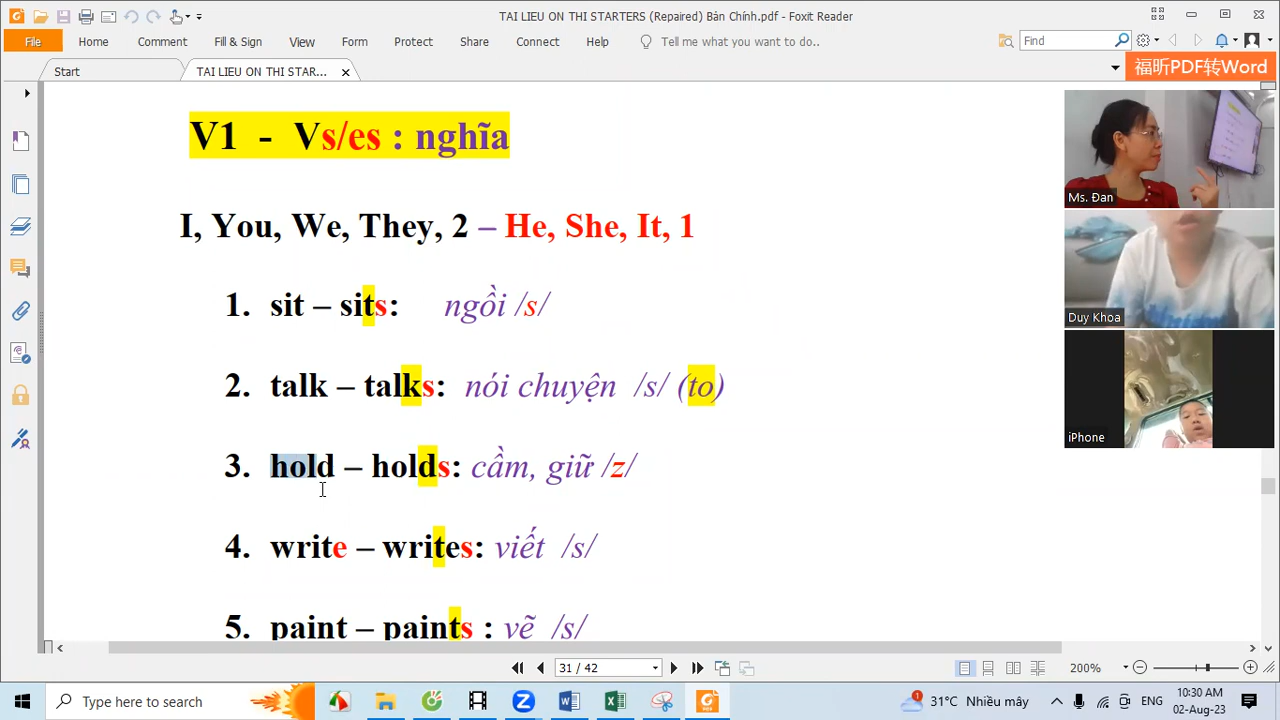 TAI LIEU ON THI STARTERS (Repaired) Bản Chính.pdf - Foxit Reader
File Home Comment Fill & Sign View Form Protect Share Connect Help Tell me what you want to do.. Find
Start TAI LIEU ON THI STAR... 福昕PDF转Word
V1 - Vs/es : nghĩa
I, You, We, They, 2 – He, She, It, 1
1. sit – sits: ngồi /s/
2. talk – talks: nói chuyện /s/ (to)
3. hold – holds: cầm, giữ /z/
4. write – writes: viết /s/
5. paint – paints : vẽ /s/
Ms. Đan
Duy Khoa
iPhone
31 / 42 200%
Type here to search 31°C Nhiều mây ENG 10:30 AM
02-Aug-23